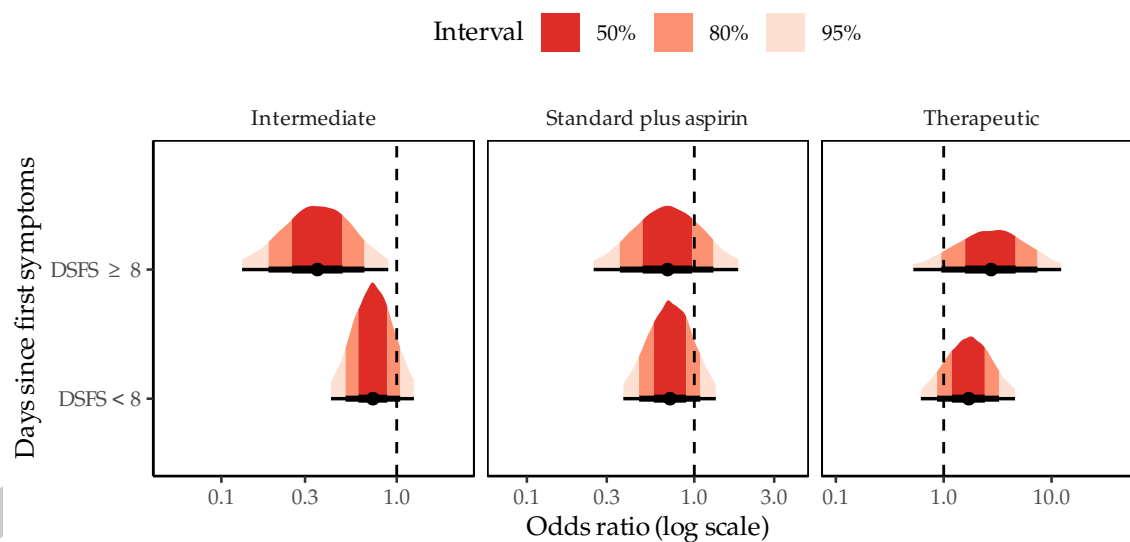 Interval 50% 80% 95%
Intermediate Standard plus aspirin Therapeutic
Days since first symptoms
DSFS ≥ 8
DSFS < 8
0.1 0.3 1.0 0.1 0.3 1.0 3.0 0.1 1.0 10.0
Odds ratio (log scale)